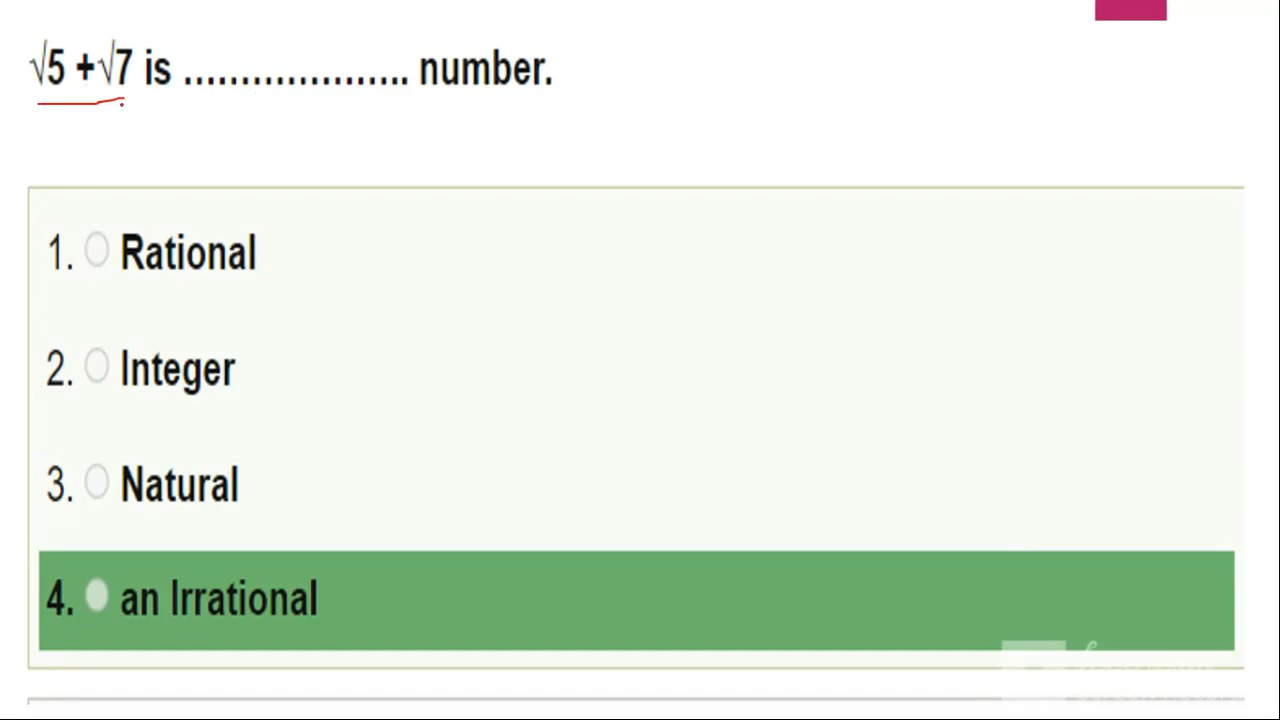 √5 +√7 is .................... number.
1. Rational
2. Integer
3. Natural
4. an Irrational